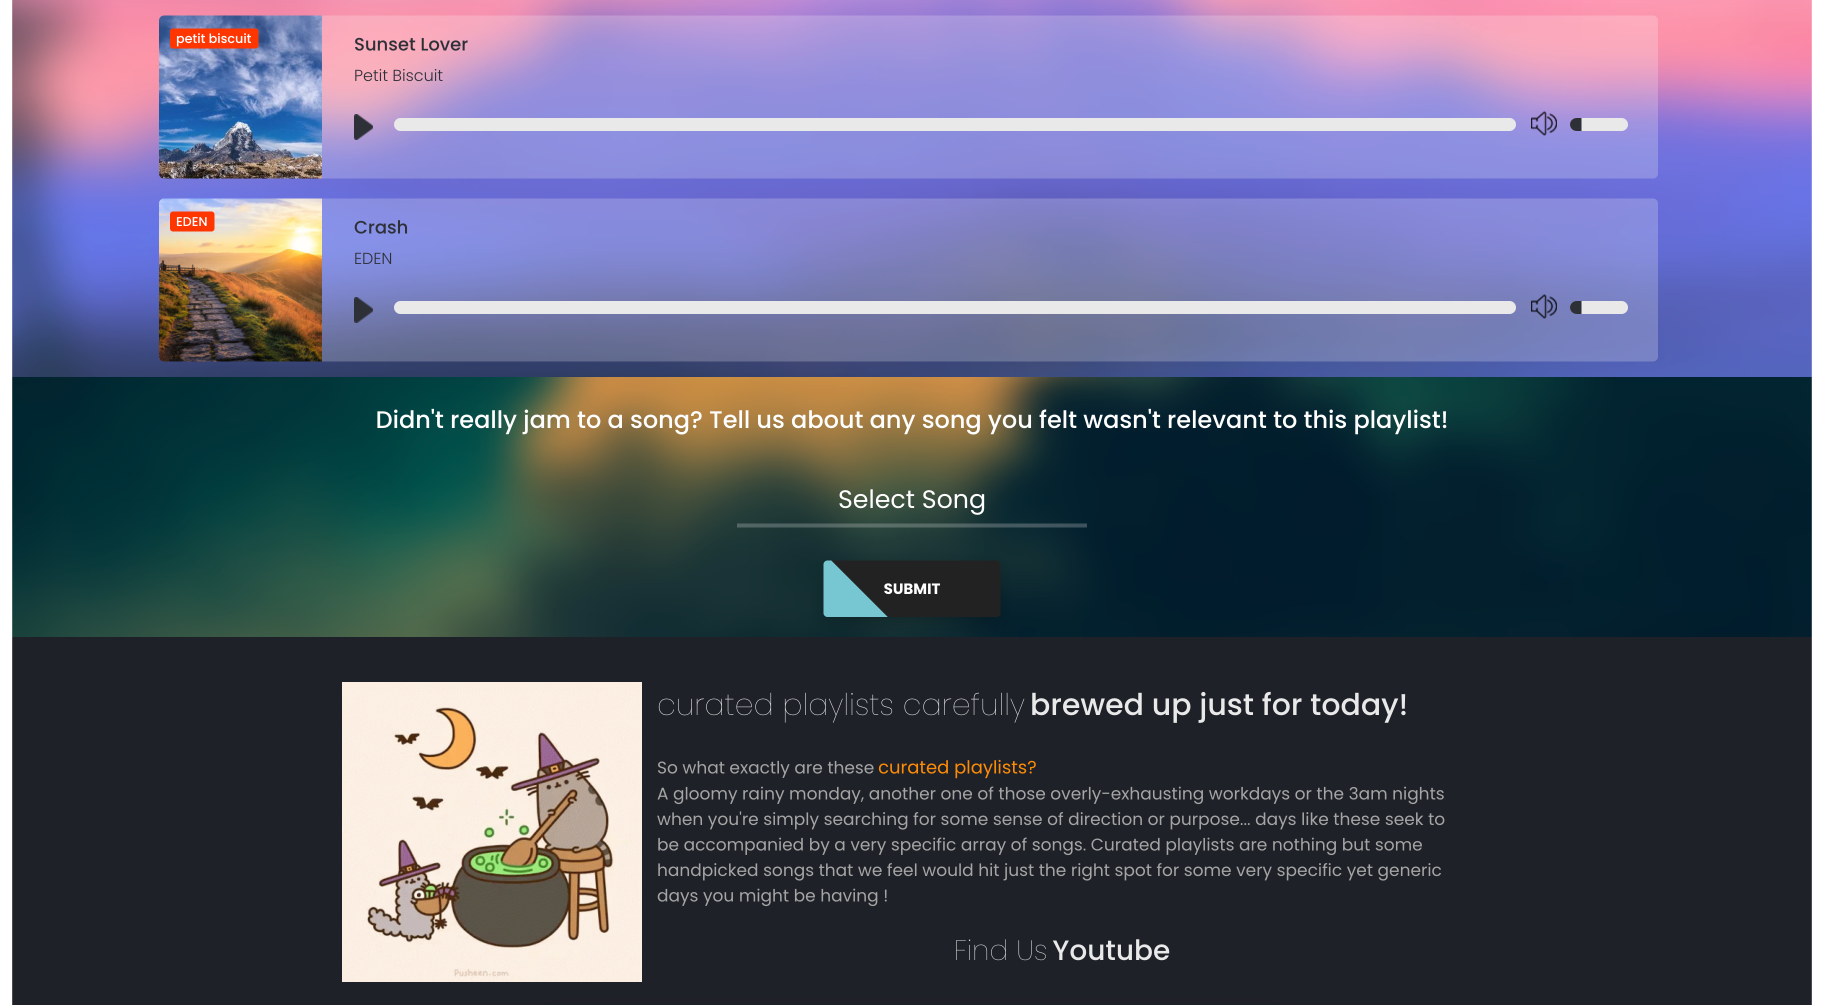 petit biscuit
Sunset Lover
Petit Biscuit
EDEN
Crash
EDEN
Didn't really jam to a song? Tell us about any song you felt wasn't relevant to this playlist!
Select Song
SUBMIT
curated playlists carefully brewed up just for today!
So what exactly are these curated playlists?
A gloomy rainy monday, another one of those overly-exhausting workdays or the 3am nights
when you're simply searching for some sense of direction or purpose... days like these seek to
be accompanied by a very specific array of songs. Curated playlists are nothing but some
handpicked songs that we feel would hit just the right spot for some very specific yet generic
days you might be having !
Pusheen.com
Find Us Youtube